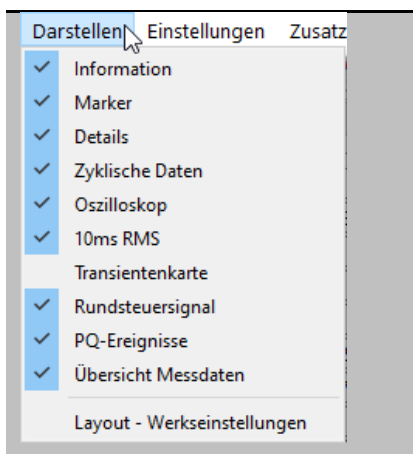 Darstellen Einstellungen Zusatz
Information
Marker
Details
Zyklische Daten
Oszilloskop
10ms RMS
Transientenkarte
Rundsteuersignal
PQ-Ereignisse
Übersicht Messdaten
Layout - Werkseinstellungen